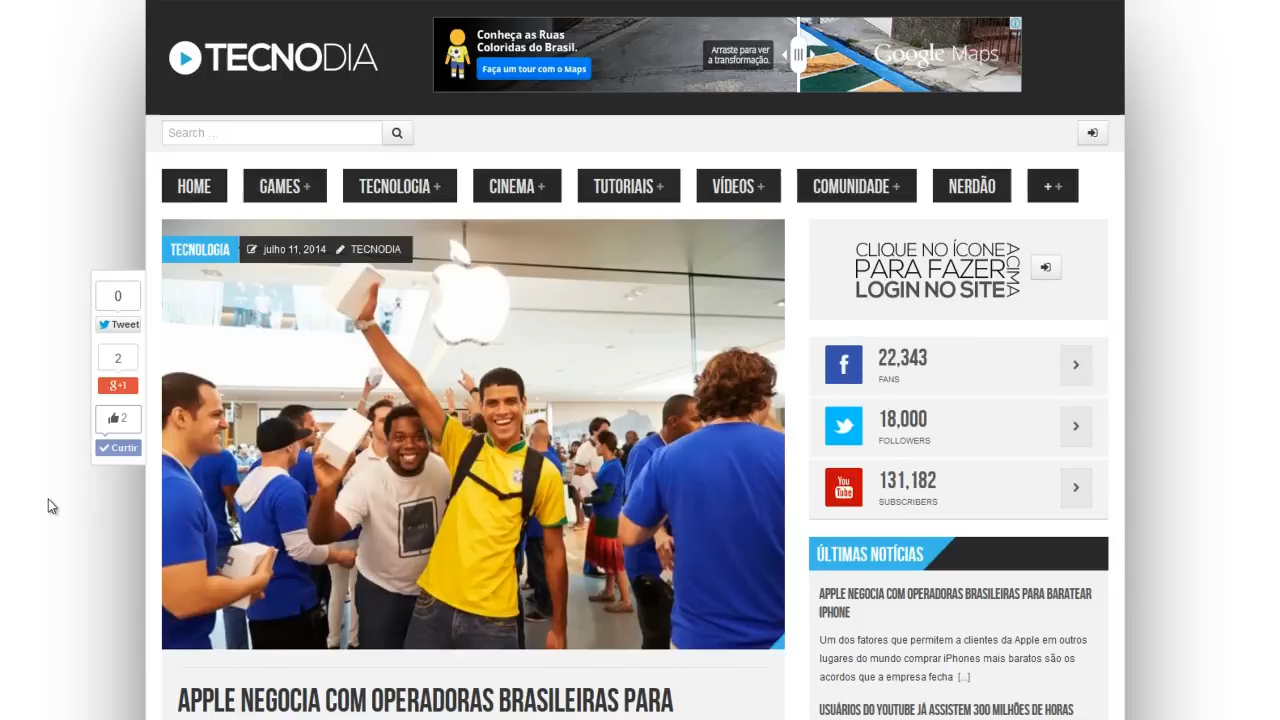 TECNODIA
Conheça as Ruas
Coloridas do Brasil.
Faça um tour com o Maps
Arraste para ver
a transformação.
Google Maps
Search ...
HOME
GAMES +
TECNOLOGIA +
CINEMA +
TUTORIAIS +
VÍDEOS +
COMUNIDADE +
NERDÃO
+ +
TECNOLOGIA
julho 11, 2014
TECNODIA
0
Tweet
2
g+1
2
Curtir
CLIQUE NO ÍCONE
PARA FAZER
LOGIN NO SITE
ACIMA
f
22,343
FANS
18,000
FOLLOWERS
You
Tube
131,182
SUBSCRIBERS
ÚLTIMAS NOTÍCIAS
APPLE NEGOCIA COM OPERADORAS BRASILEIRAS PARA BARATEAR
IPHONE
Um dos fatores que permitem a clientes da Apple em outros
lugares do mundo comprar iPhones mais baratos são os
acordos que a empresa fecha [...]
USUÁRIOS DO YOUTUBE JÁ ASSISTEM 300 MILHÕES DE HORAS
APPLE NEGOCIA COM OPERADORAS BRASILEIRAS PARA